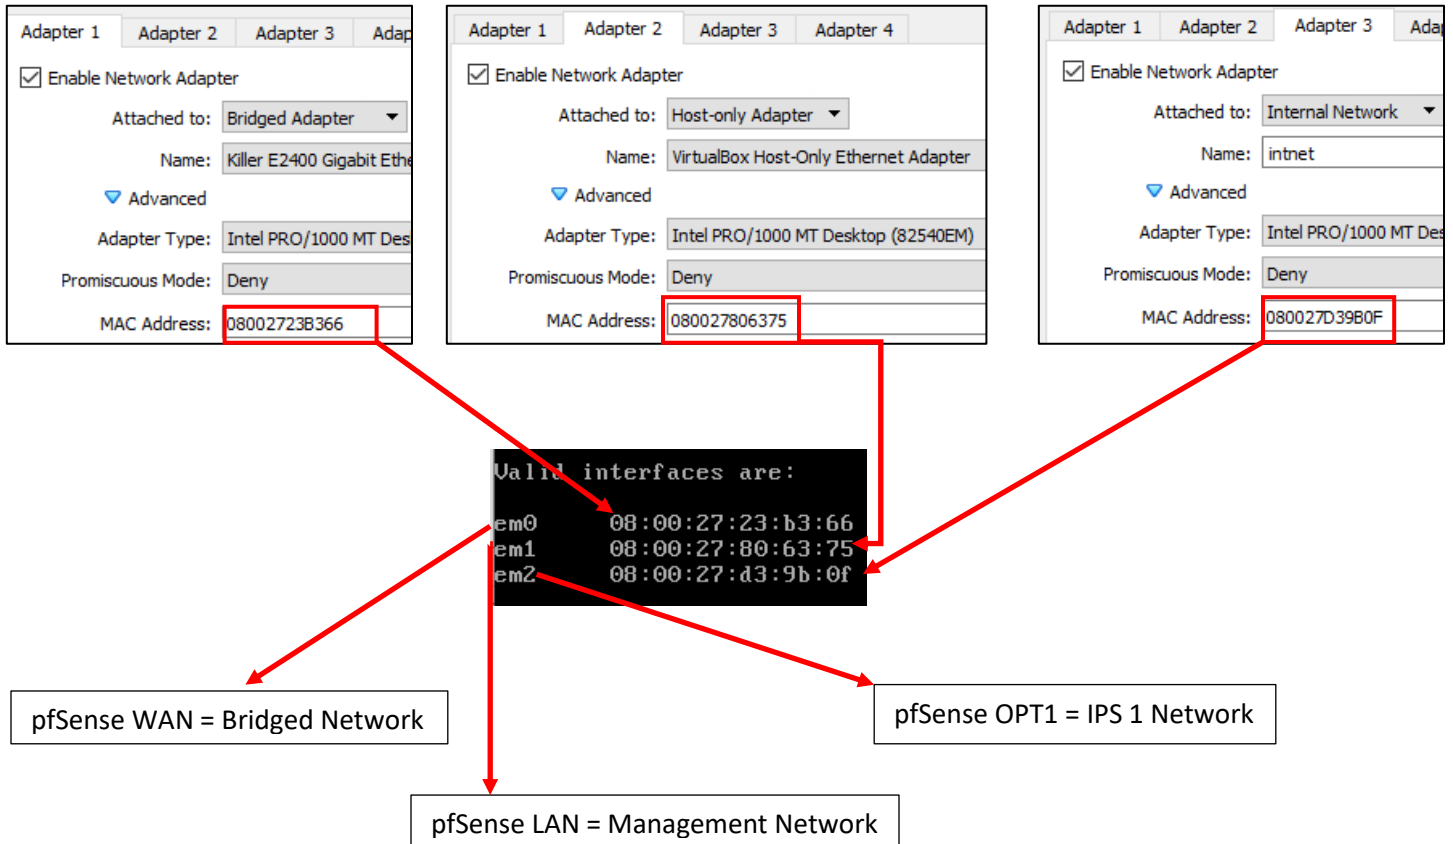 Adapter 1 Adapter 2 Adapter 3 Adap
Enable Network Adapter
Attached to: Bridged Adapter
Name: Killer E2400 Gigabit Ethe
Advanced
Adapter Type: Intel PRO/1000 MT Des
Promiscuous Mode: Deny
MAC Address: 08002723B366
Adapter 1 Adapter 2 Adapter 3 Adapter 4
Enable Network Adapter
Attached to: Host-only Adapter
Name: VirtualBox Host-Only Ethernet Adapter
Advanced
Adapter Type: Intel PRO/1000 MT Desktop (82540EM)
Promiscuous Mode: Deny
MAC Address: 080027806375
Adapter 1 Adapter 2 Adapter 3 Adap
Enable Network Adapter
Attached to: Internal Network
Name: intnet
Advanced
Adapter Type: Intel PRO/1000 MT Des
Promiscuous Mode: Deny
MAC Address: 080027D39B0F
Valid interfaces are:
em0 08:00:27:23:b3:66
em1 08:00:27:80:63:75
em2 08:00:27:d3:9b:0f
pfSense WAN = Bridged Network
pfSense OPT1 = IPS 1 Network
pfSense LAN = Management Network